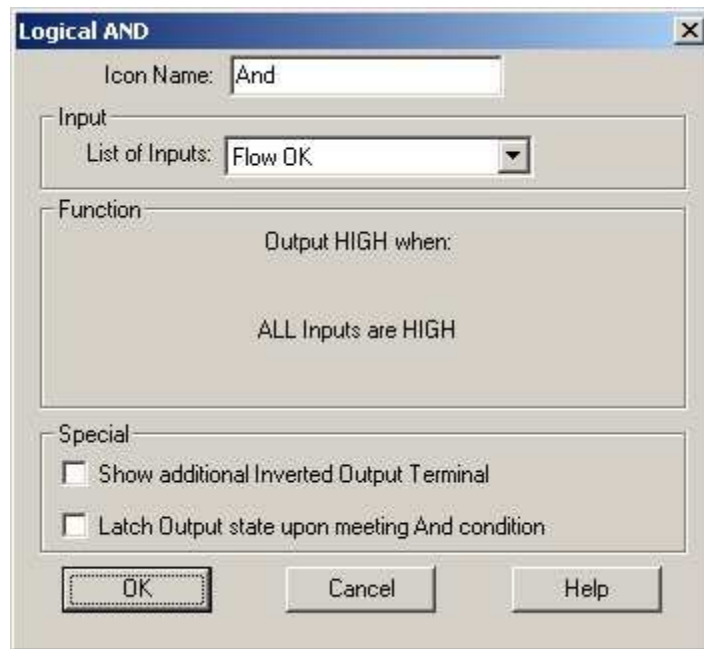 Logical AND
Icon Name: And
Input
List of Inputs: Flow OK
Function
Output HIGH when:
ALL Inputs are HIGH
Special
Show additional Inverted Output Terminal
Latch Output state upon meeting And condition
OK Cancel Help